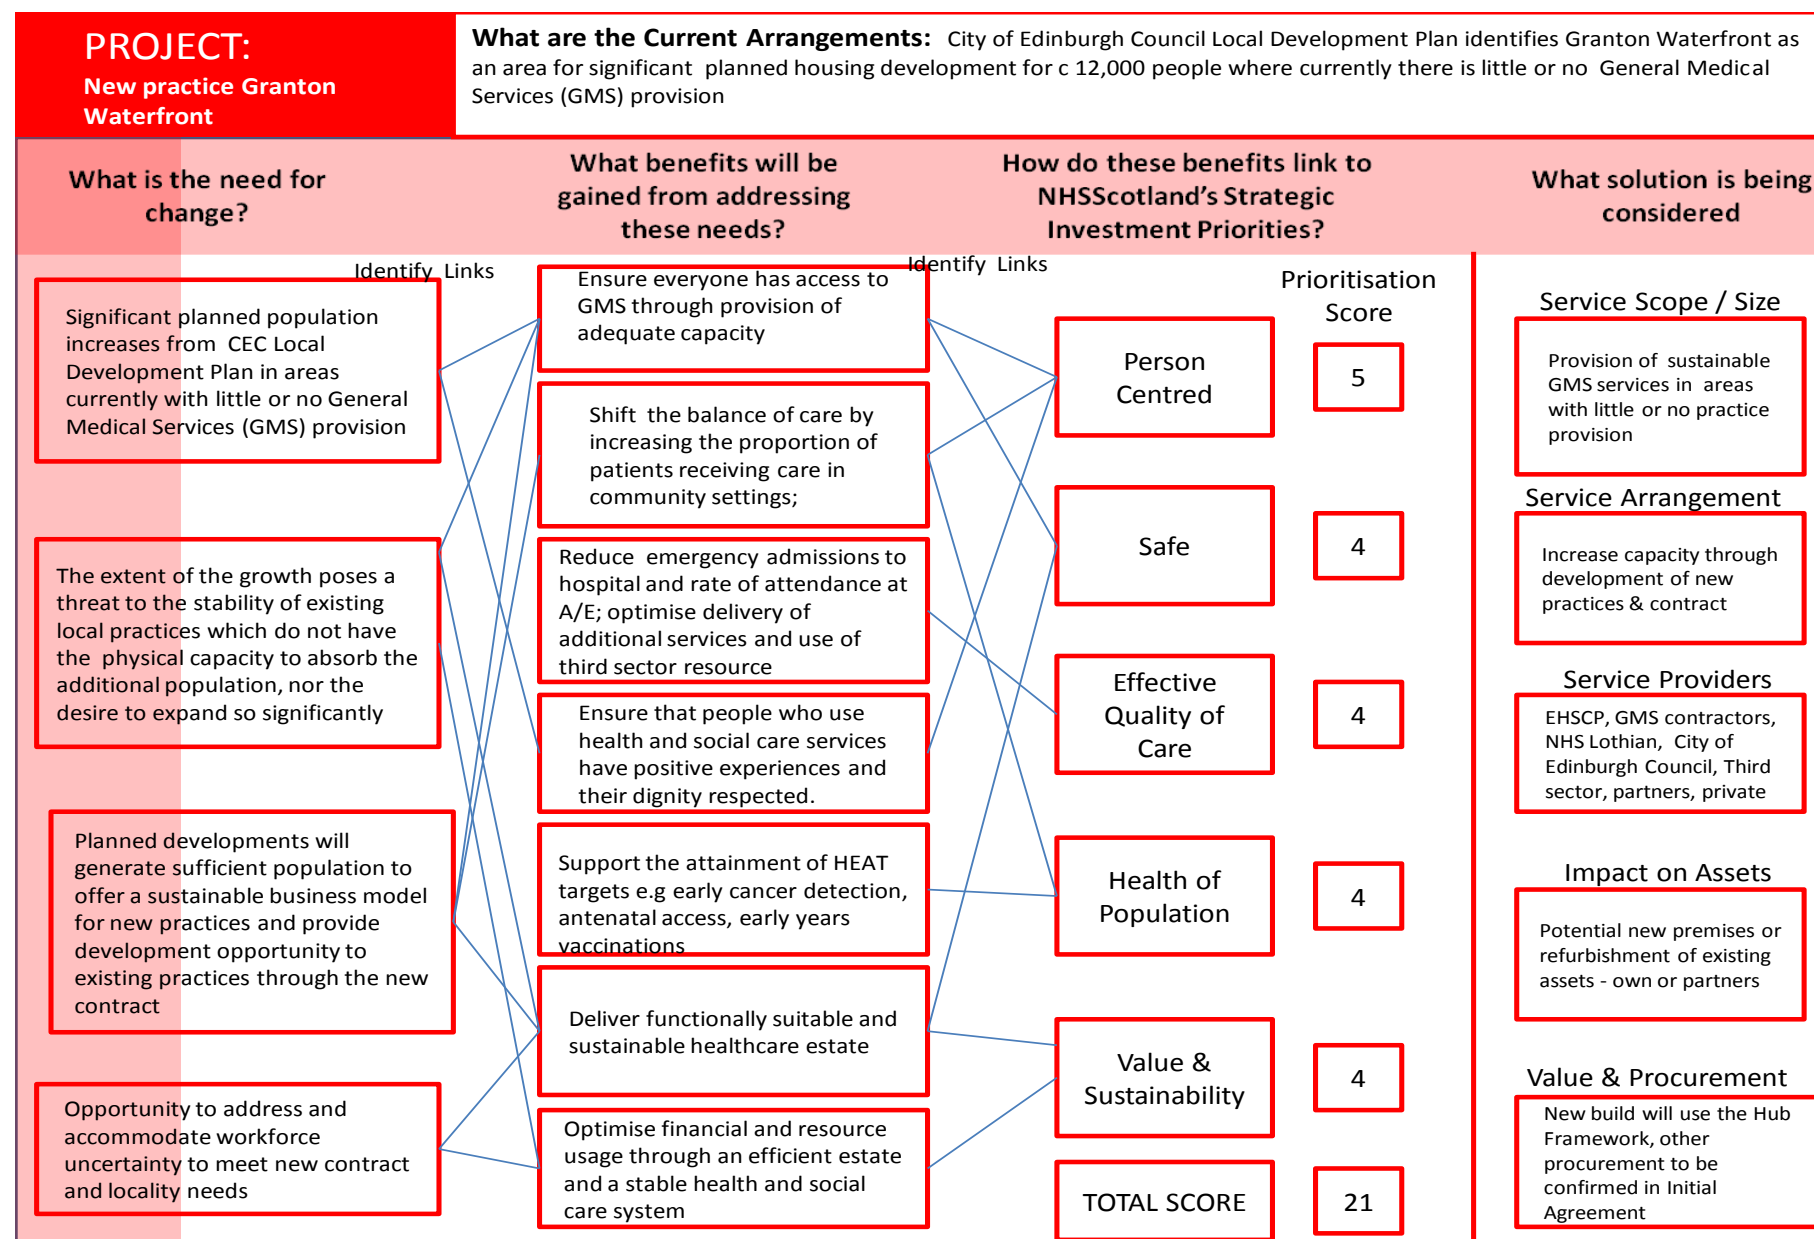 PROJECT:
New practice Granton
Waterfront
What are the Current Arrangements: City of Edinburgh Council Local Development Plan identifies Granton Waterfront as
an area for significant planned housing development for c 12,000 people where currently there is little or no General Medical
Services (GMS) provision
What is the need for
change?
What benefits will be
gained from addressing
these needs?
How do these benefits link to
NHSScotland's Strategic
Investment Priorities?
What solution is being
considered
Identify Links
Significant planned population
increases from CEC Local
Development Plan in areas
currently with little or no General
Medical Services (GMS) provision
The extent of the growth poses a
threat to the stability of existing
local practices which do not have
the physical capacity to absorb the
additional population, nor the
desire to expand so significantly
Planned developments will
generate sufficient population to
offer a sustainable business model
for new practices and provide
development opportunity to
existing practices through the new
contract
Opportunity to address and
accommodate workforce
uncertainty to meet new contract
and locality needs
Ensure everyone has access to
GMS through provision of
adequate capacity
Shift the balance of care by
increasing the proportion of
patients receiving care in
community settings;
Reduce emergency admissions to
hospital and rate of attendance at
A/E; optimise delivery of
additional services and use of
third sector resource
Ensure that people who use
health and social care services
have positive experiences and
their dignity respected.
Support the attainment of HEAT
targets e.g early cancer detection,
antenatal access, early years
vaccinations
Deliver functionally suitable and
sustainable healthcare estate
Optimise financial and resource
usage through an efficient estate
and a stable health and social
care system
Identify Links
Prioritisation
Score
Person
Centred
5
Safe
4
Effective
Quality of
Care
4
Health of
Population
4
Value &
Sustainability
4
TOTAL SCORE
21
Service Scope / Size
Provision of sustainable
GMS services in areas
with little or no practice
provision
Service Arrangement
Increase capacity through
development of new
practices & contract
Service Providers
EHSCP, GMS contractors,
NHS Lothian, City of
Edinburgh Council, Third
sector, partners, private
Impact on Assets
Potential new premises or
refurbishment of existing
assets - own or partners
Value & Procurement
New build will use the Hub
Framework, other
procurement to be
confirmed in Initial
Agreement